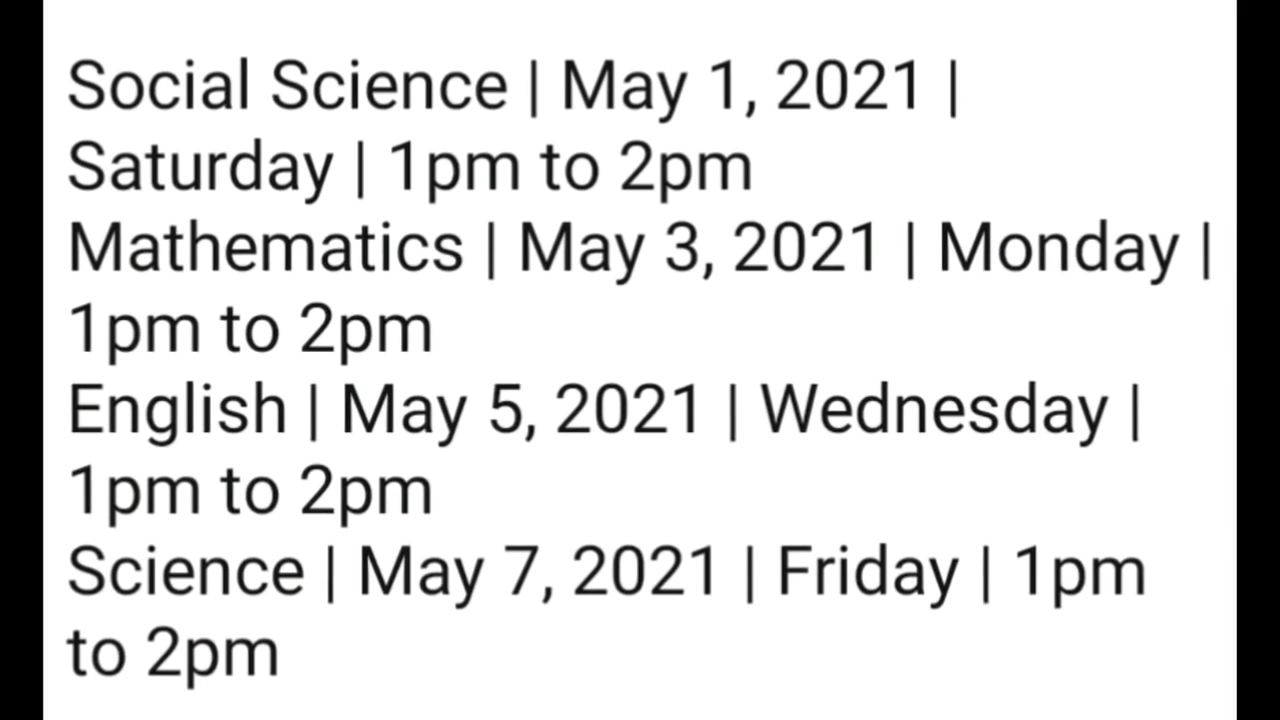 Social Science | May 1, 2021 |
Saturday | 1pm to 2pm
Mathematics | May 3, 2021 | Monday |
1pm to 2pm
English | May 5, 2021 | Wednesday |
1pm to 2pm
Science | May 7, 2021 | Friday | 1pm
to 2pm